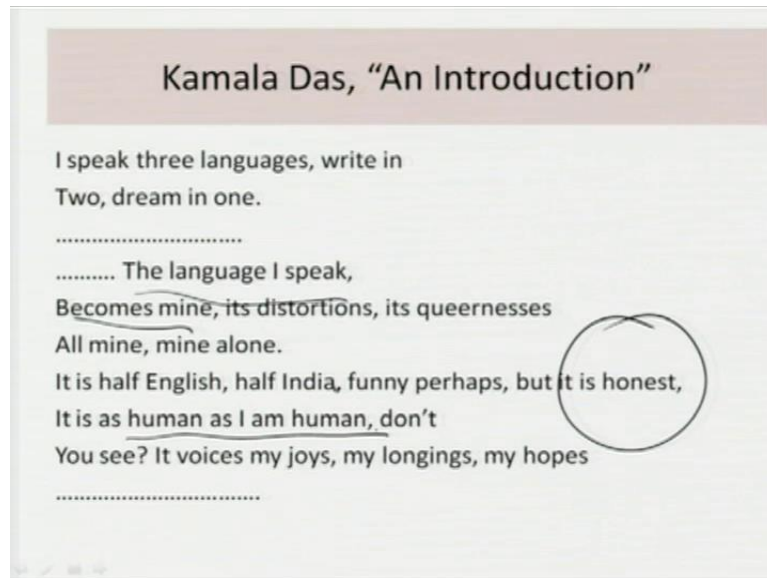 Kamala Das, “An Introduction”
I speak three languages, write in
Two, dream in one.
................................
.......... The language I speak,
Becomes mine, its distortions, its queernesses
All mine, mine alone.
It is half English, half India, funny perhaps, but it is honest,
It is as human as I am human, don’t
You see? It voices my joys, my longings, my hopes
..................................